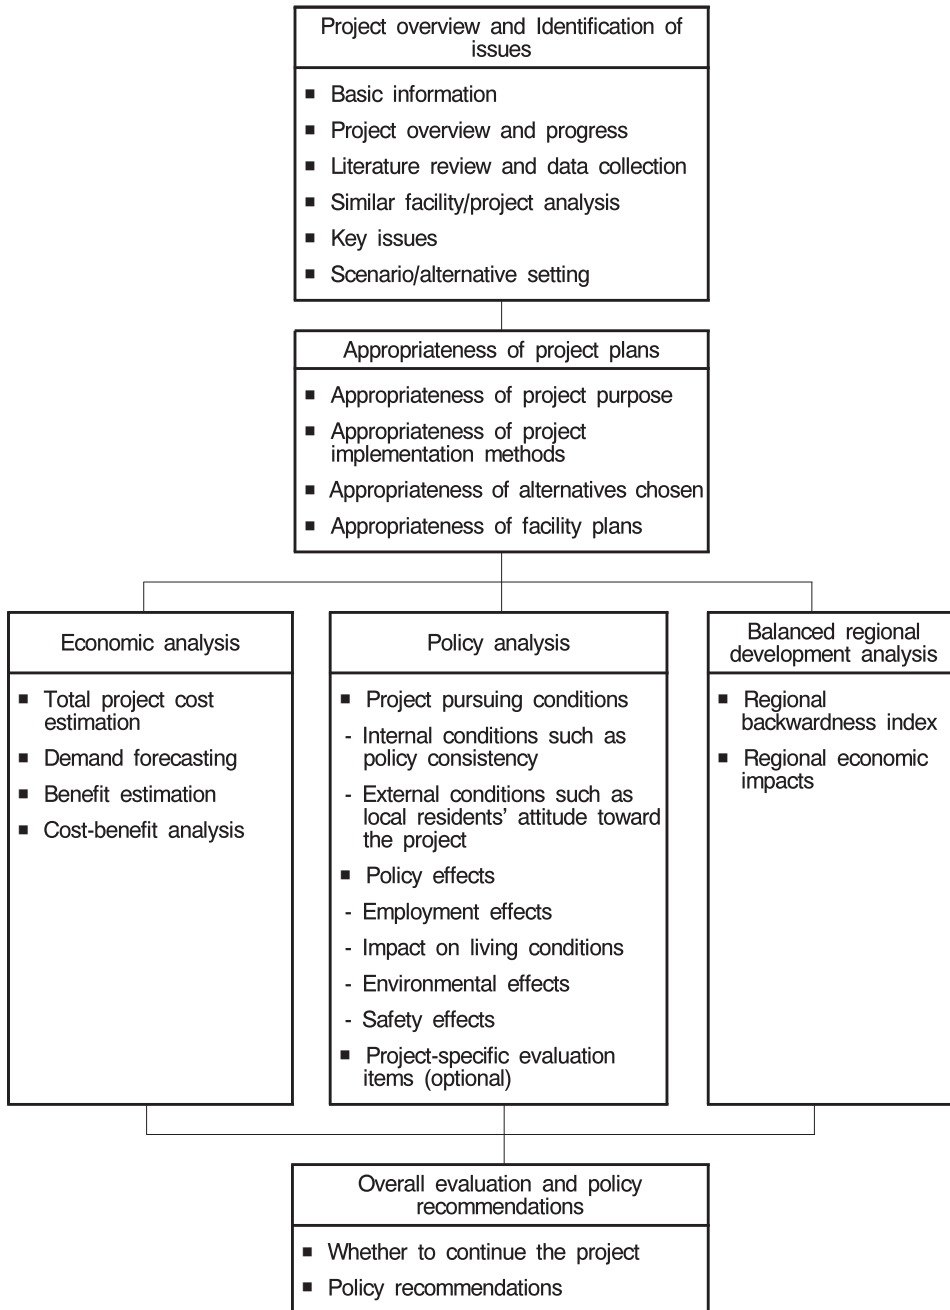 Project overview and Identification of
issues
■ Basic information
■ Project overview and progress
■ Literature review and data collection
■ Similar facility/project analysis
■ Key issues
■ Scenario/alternative setting
Appropriateness of project plans
■ Appropriateness of project purpose
■ Appropriateness of project
implementation methods
■ Appropriateness of alternatives chosen
■ Appropriateness of facility plans
Economic analysis
■ Total project cost
estimation
■ Demand forecasting
■ Benefit estimation
■ Cost-benefit analysis
Policy analysis
■ Project pursuing conditions
- Internal conditions such as
policy consistency
- External conditions such as
local residents’ attitude toward
the project
■ Policy effects
- Employment effects
- Impact on living conditions
- Environmental effects
- Safety effects
■ Project-specific evaluation
items (optional)
Balanced regional
development analysis
■ Regional
backwardness index
■ Regional economic
impacts
Overall evaluation and policy
recommendations
■ Whether to continue the project
■ Policy recommendations